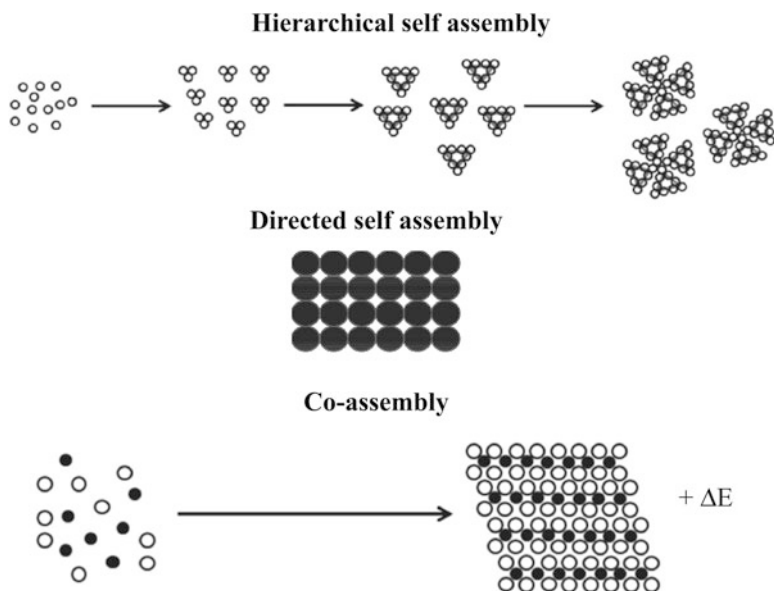 Hierarchical self assembly
Directed self assembly
Co-assembly
+ ΔE